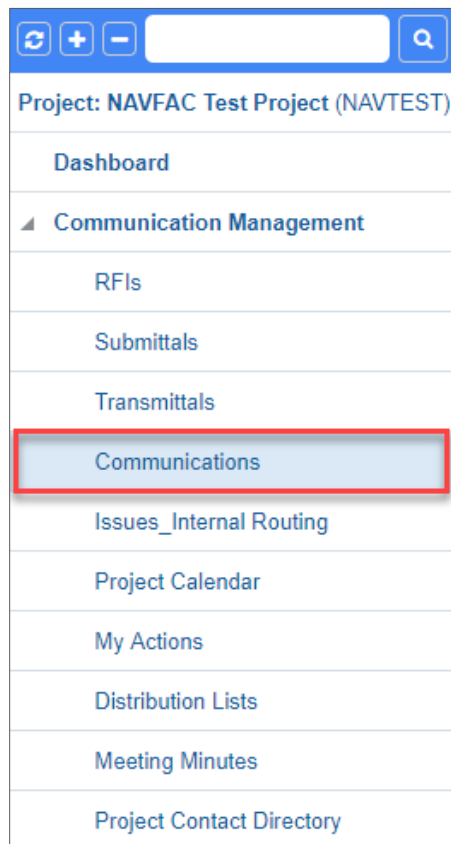 Project: NAVFAC Test Project (NAVTEST)
Dashboard
Communication Management
RFIs
Submittals
Transmittals
Communications
Issues_Internal Routing
Project Calendar
My Actions
Distribution Lists
Meeting Minutes
Project Contact Directory